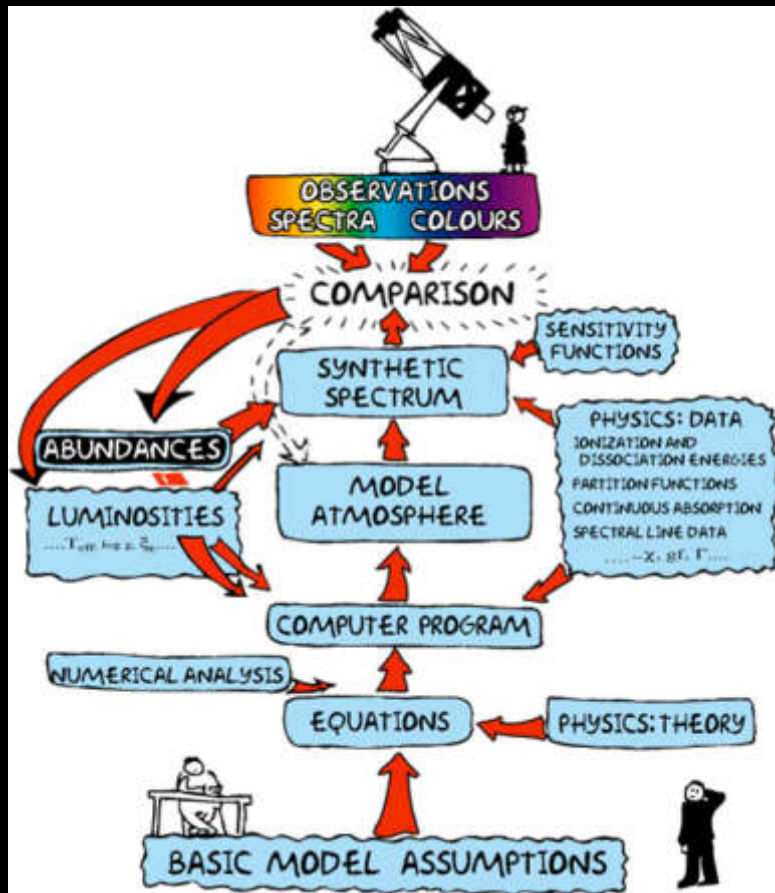 OBSERVATIONS
SPECTRA COLOURS
COMPARISON
SENSITIVITY
FUNCTIONS
SYNTHETIC
SPECTRUM
PHYSICS: DATA
IONIZATION AND
DISSOCIATION ENERGIES
PARTITION FUNCTIONS
CONTINUOUS ABSORPTION
SPECTRAL LINE DATA
ABUNDANCES
MODEL
ATMOSPHERE
LUMINOSITIES
COMPUTER PROGRAM
NUMERICAL ANALYSIS
EQUATIONS
PHYSICS: THEORY
BASIC MODEL ASSUMPTIONS